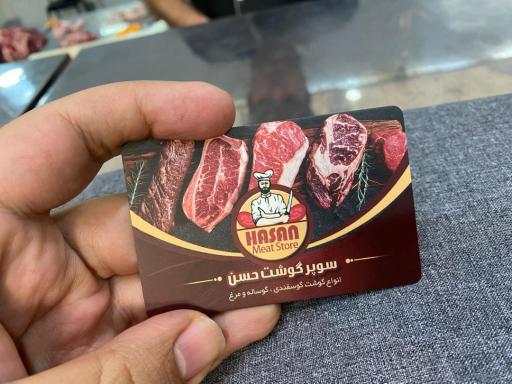 HASAN
Meat Store
سوپر گوشت حسن
انواع گوشت گوسفندی ، گوساله و مرغ